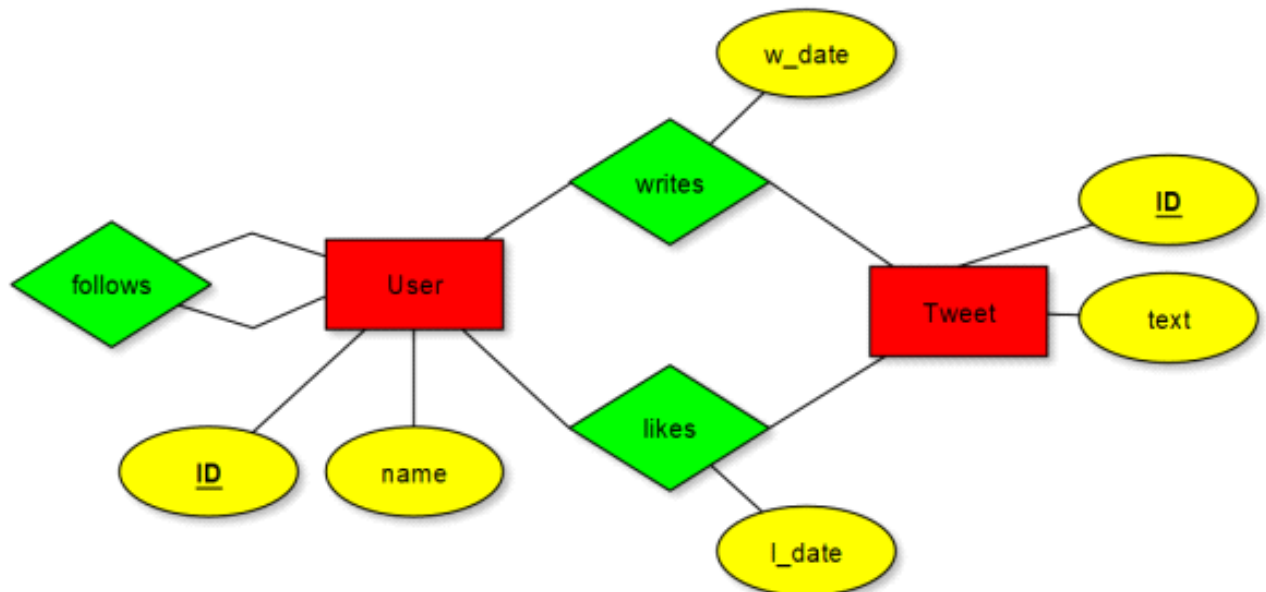 w_date
writes
ID
follows
User
Tweet
text
likes
ID
name
l_date